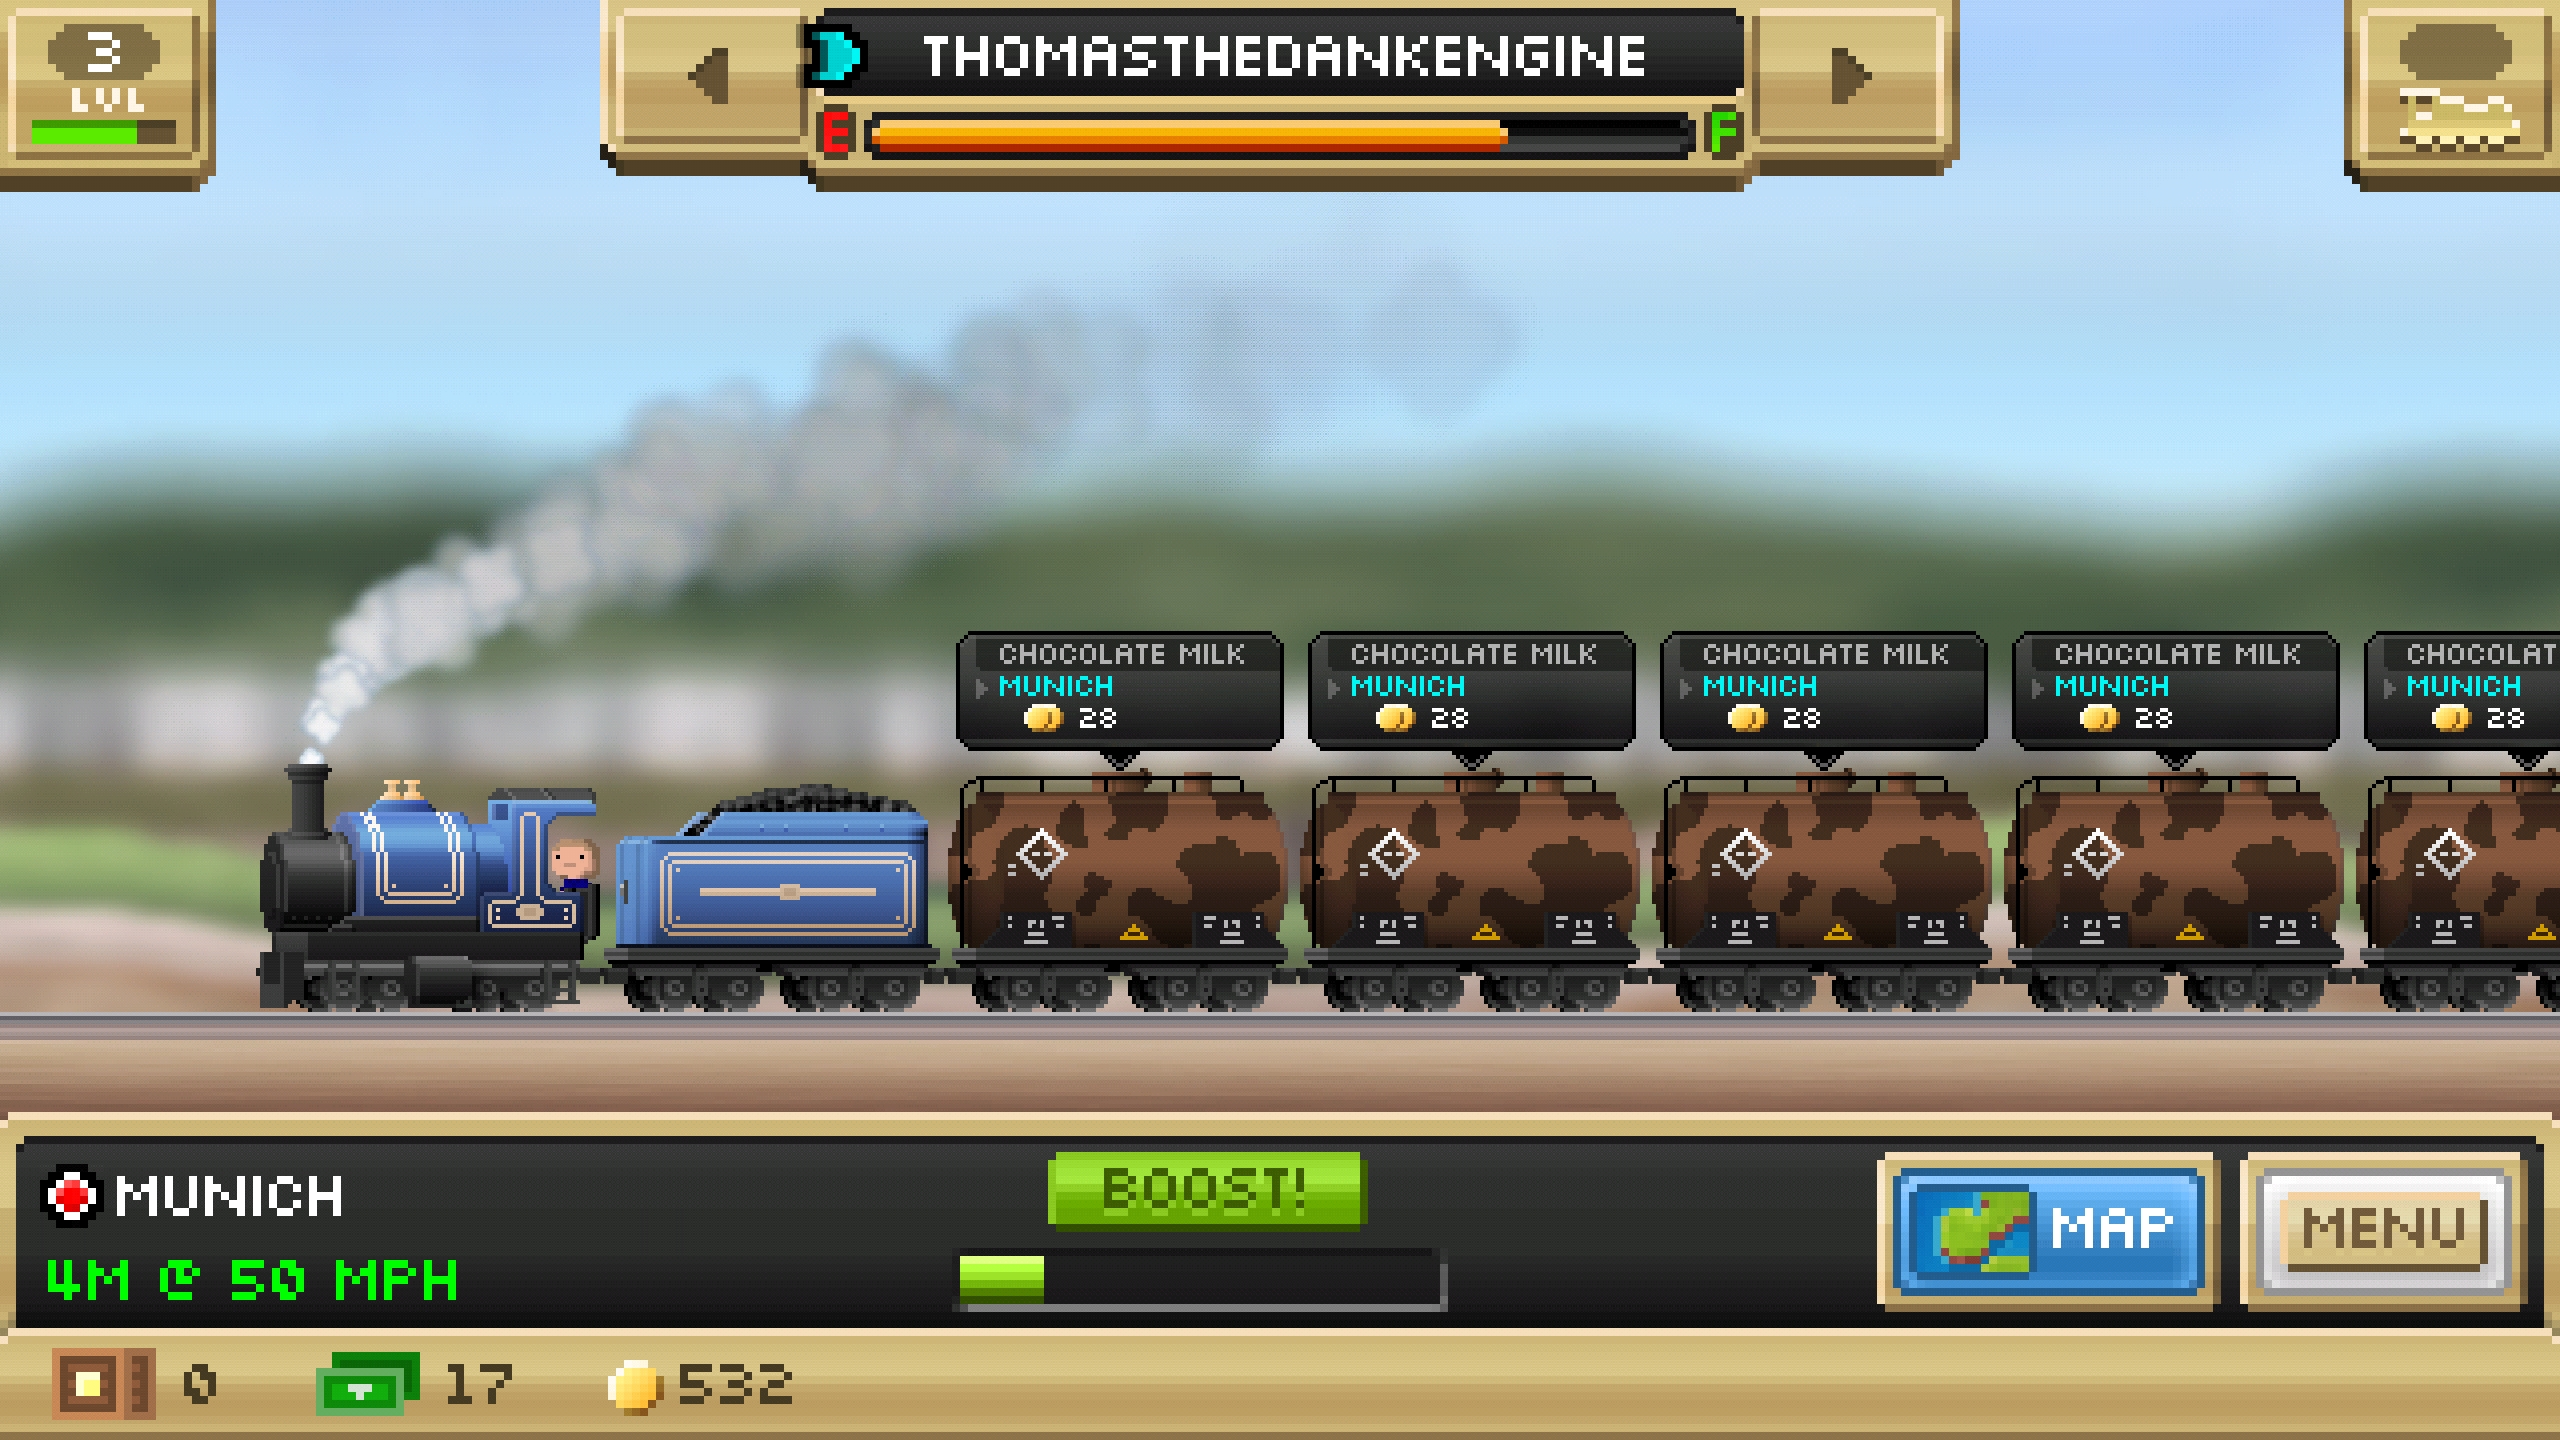 3
LVL
THOMASTHEDANKENGINE
E
F
CHOCOLATE MILK
MUNICH
28
CHOCOLATE MILK
MUNICH
28
CHOCOLATE MILK
MUNICH
28
CHOCOLATE MILK
MUNICH
28
CHOCOLAT
MUNICH
28
MUNICH
4M @ 50 MPH
BOOST!
MAP
MENU
0
17
532